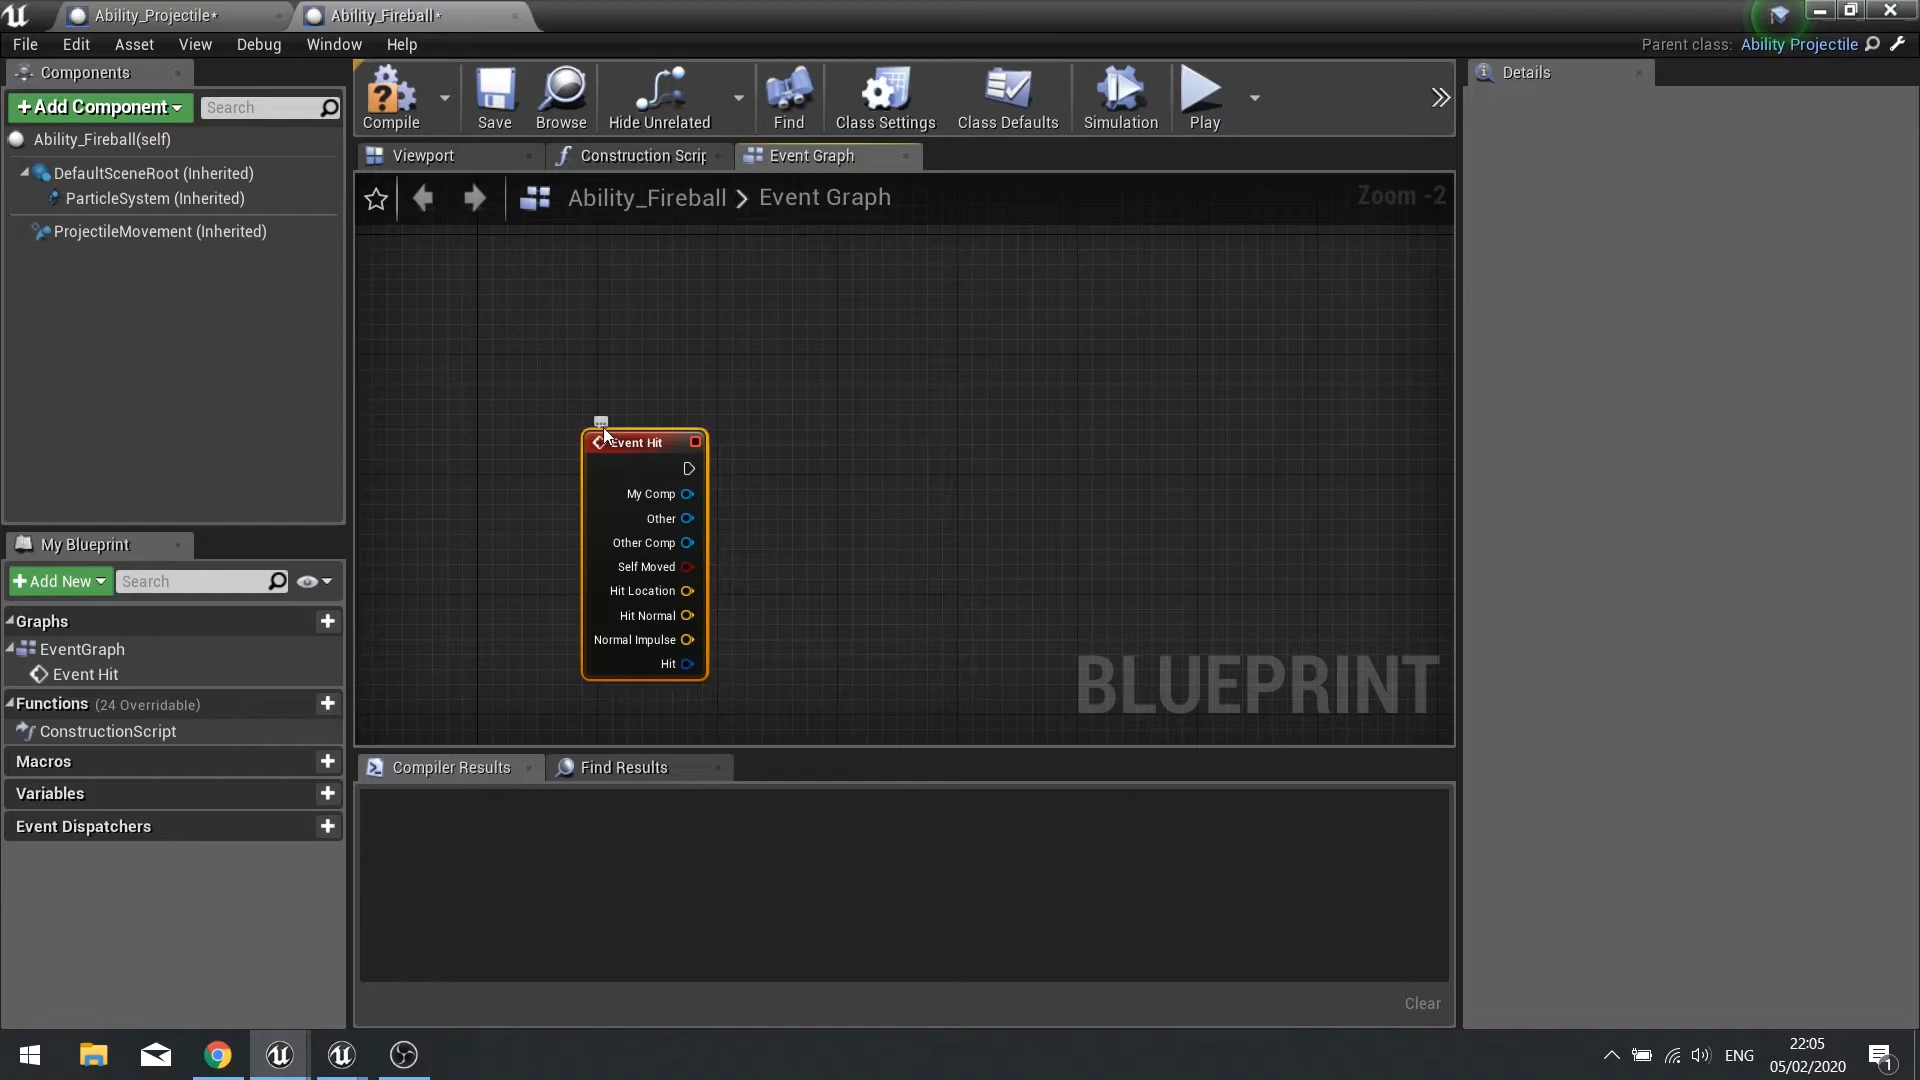 Ability_Projectile*
Ability_Fireball*
File Edit Asset View Debug Window Help
Parent class: Ability Projectile
Components
+Add Component
Search
Ability_Fireball(self)
DefaultSceneRoot (Inherited)
ParticleSystem (Inherited)
ProjectileMovement (Inherited)
Compile
Save
Browse
Hide Unrelated
Find
Class Settings
Class Defaults
Simulation
Play
Details
Viewport
Construction Scrip
Event Graph
Ability_Fireball > Event Graph
Zoom -2
Event Hit
My Comp
Other
Other Comp
Self Moved
Hit Location
Hit Normal
Normal Impulse
Hit
BLUEPRINT
My Blueprint
+Add New
Search
Graphs
EventGraph
Event Hit
Functions (24 Overridable)
ConstructionScript
Macros
Variables
Event Dispatchers
Compiler Results
Find Results
Clear
ENG
22:05
05/02/2020
1